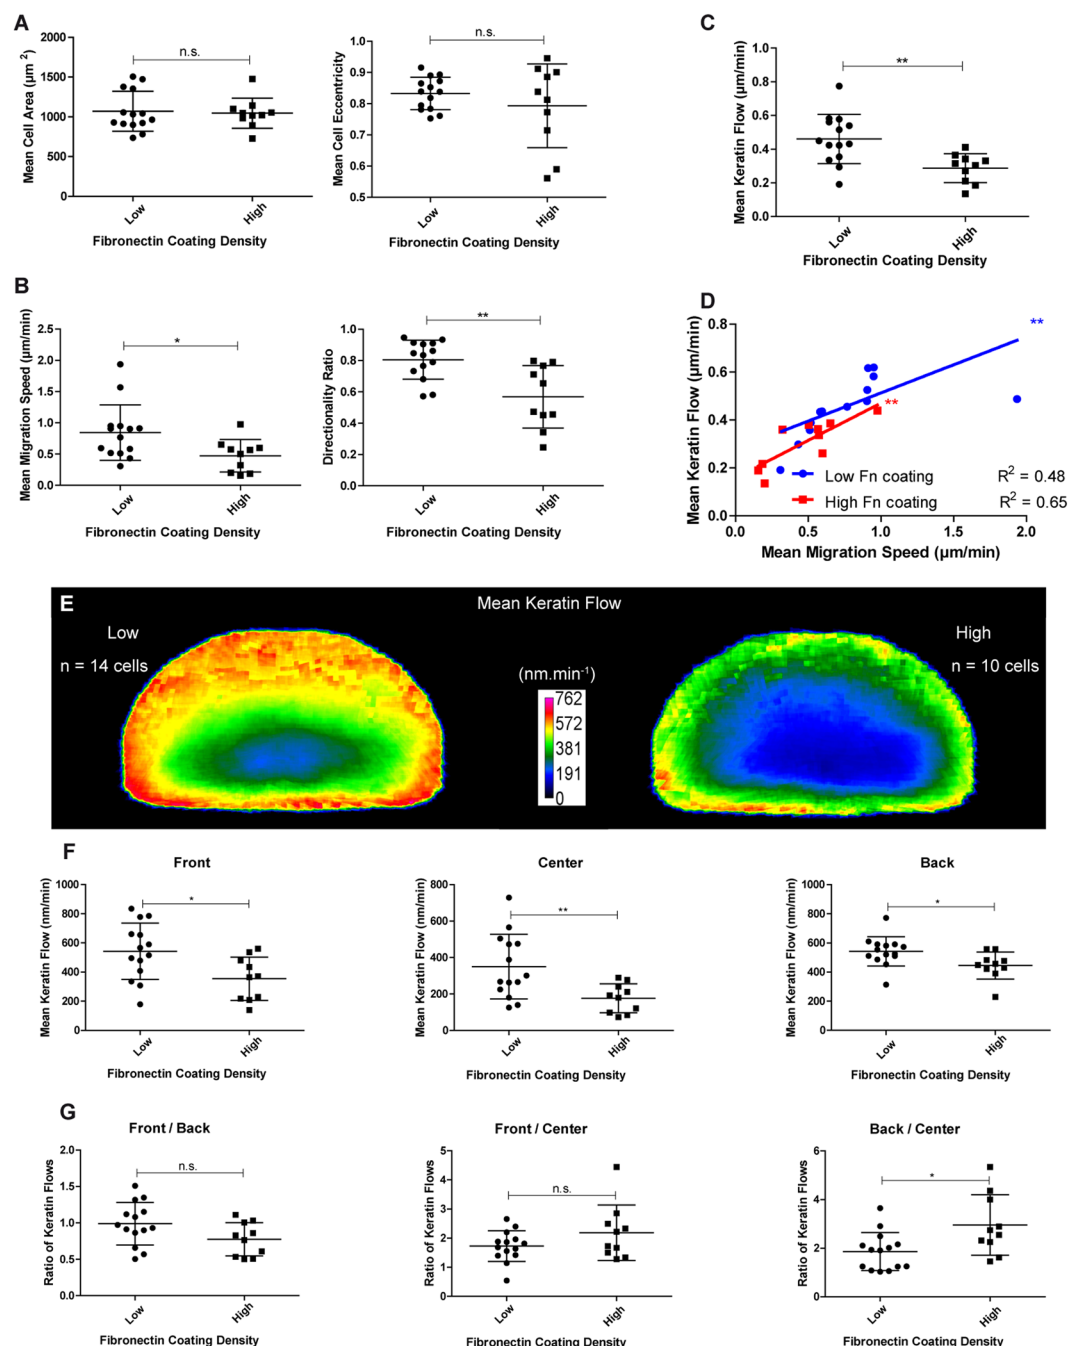 A
n.s.
Mean Cell Area (µm ²)
2000
1500
1000
500
0
Low
High
Fibronectin Coating Density
n.s.
Mean Cell Eccentricity
1.0
0.9
0.8
0.7
0.6
0.5
Low
High
Fibronectin Coating Density
C
**
Mean Keratin Flow (µm/min)
1.0
0.8
0.6
0.4
0.2
0.0
Low
High
Fibronectin Coating Density
B
*
Mean Migration Speed (µm/min)
2.5
2.0
1.5
1.0
0.5
0.0
Low
High
Fibronectin Coating Density
**
Directionality Ratio
1.0
0.8
0.6
0.4
0.2
0.0
Low
High
Fibronectin Coating Density
D
**
**
Mean Keratin Flow (µm/min)
0.8
0.6
0.4
0.2
0.0
Low Fn coating R² = 0.48
High Fn coating R² = 0.65
0.0 0.5 1.0 1.5 2.0
Mean Migration Speed (µm/min)
E
Mean Keratin Flow
Low
n = 14 cells
High
n = 10 cells
(nm.min⁻¹)
762
572
381
191
0
F
Front
*
Mean Keratin Flow (nm/min)
1000
800
600
400
200
0
Low
High
Fibronectin Coating Density
Center
**
Mean Keratin Flow (nm/min)
800
600
400
200
0
Low
High
Fibronectin Coating Density
Back
*
Mean Keratin Flow (nm/min)
1000
800
600
400
200
0
Low
High
Fibronectin Coating Density
G
Front / Back
n.s.
Ratio of Keratin Flows
2.0
1.5
1.0
0.5
0.0
Low
High
Fibronectin Coating Density
Front / Center
n.s.
Ratio of Keratin Flows
5
4
3
2
1
0
Low
High
Fibronectin Coating Density
Back / Center
*
Ratio of Keratin Flows
6
4
2
0
Low
High
Fibronectin Coating Density